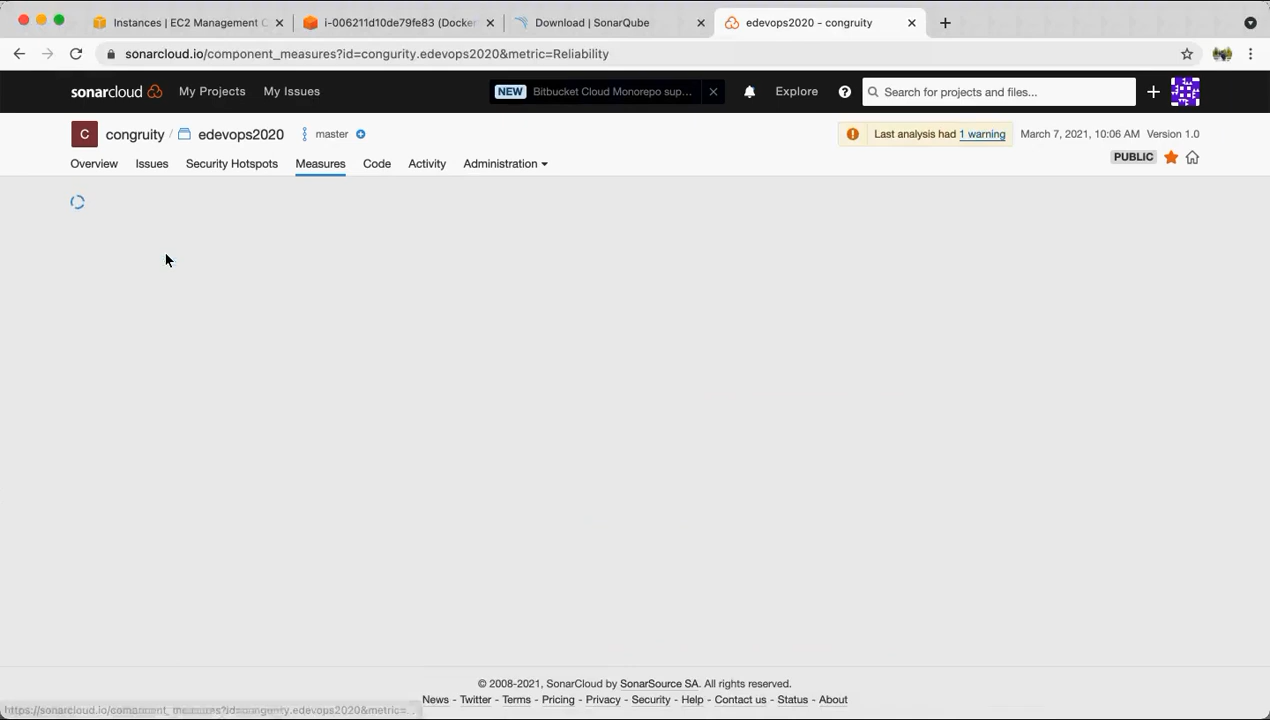 Instances | EC2 Management C
i-006211d10de79fe83 (Docker
Download | SonarQube
edevops2020 - congruity
sonarcloud.io/component_measures?id=congurity.edevops2020&metric=Reliability
sonarcloud My Projects My Issues NEW Bitbucket Cloud Monorepo sup... Explore Search for projects and files...
C congruity / edevops2020 master Last analysis had 1 warning March 7, 2021, 10:06 AM Version 1.0
PUBLIC
Overview Issues Security Hotspots Measures Code Activity Administration
© 2008-2021, SonarCloud by SonarSource SA. All rights reserved.
News - Twitter - Terms - Pricing - Privacy - Security - Help - Contact us - Status - About